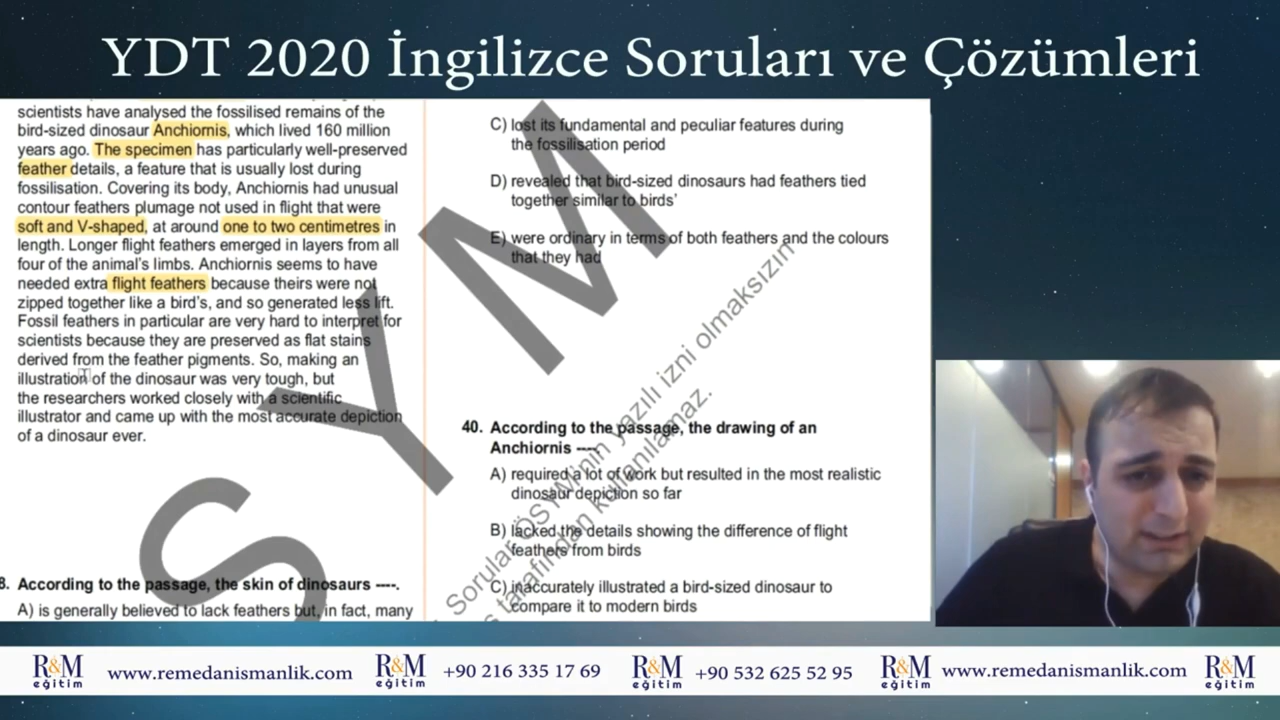 YDT 2020 İngilizce Soruları ve Çözümleri
scientists have analysed the fossilised remains of the
bird-sized dinosaur Anchiornis, which lived 160 million
years ago. The specimen has particularly well-preserved
feather details, a feature that is usually lost during
fossilisation. Covering its body, Anchiornis had unusual
contour feathers plumage not used in flight that were
soft and V-shaped, at around one to two centimetres in
length. Longer flight feathers emerged in layers from all
four of the animal's limbs. Anchiornis seems to have
needed extra flight feathers because theirs were not
zipped together like a bird's, and so generated less lift.
Fossil feathers in particular are very hard to interpret for
scientists because they are preserved as flat stains
derived from the feather pigments. So, making an
illustration of the dinosaur was very tough, but
the researchers worked closely with a scientific
illustrator and came up with the most accurate depiction
of a dinosaur ever.
8. According to the passage, the skin of dinosaurs ----.
A) is generally believed to lack feathers but, in fact, many
C) lost its fundamental and peculiar features during
the fossilisation period
D) revealed that bird-sized dinosaurs had feathers tied
together similar to birds'
E) were ordinary in terms of both feathers and the colours
that they had
40. According to the passage, the drawing of an
Anchiornis ----.
A) required a lot of work but resulted in the most realistic
dinosaur depiction so far
B) lacked the details showing the difference of flight
feathers from birds
C) inaccurately illustrated a bird-sized dinosaur to
compare it to modern birds
SYM
Sorular ÖSYM'nin yazılı izni olmaksızın
tarafından kullanılamaz.
R&M eğitim
www.remedanismanlik.com
R&M eğitim
+90 216 335 17 69
R&M eğitim
+90 532 625 52 95
R&M eğitim
www.remedanismanlik.com
R&M eğitim